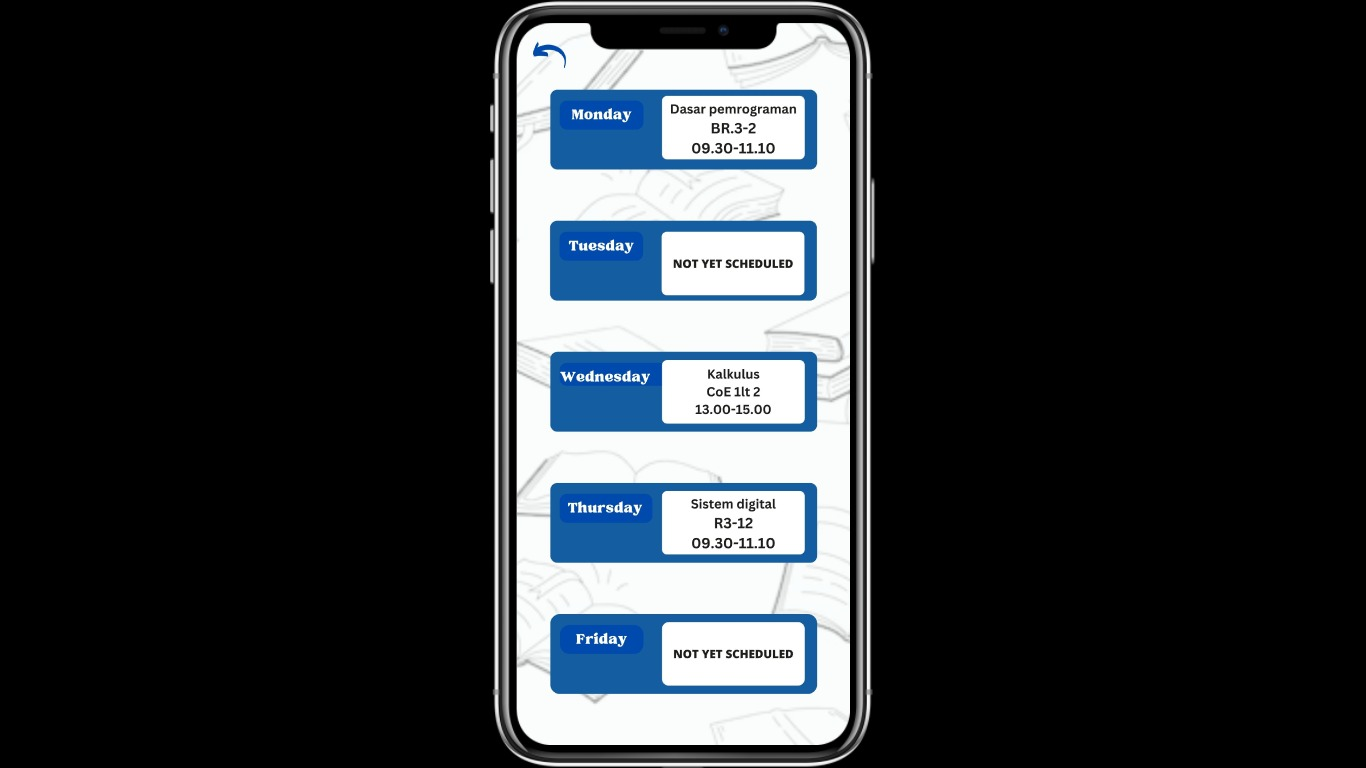 Monday
Dasar pemrograman
BR.3-2
09.30-11.10
Tuesday
NOT YET SCHEDULED
Wednesday
Kalkulus
CoE 1lt 2
13.00-15.00
Thursday
Sistem digital
R3-12
09.30-11.10
Friday
NOT YET SCHEDULED